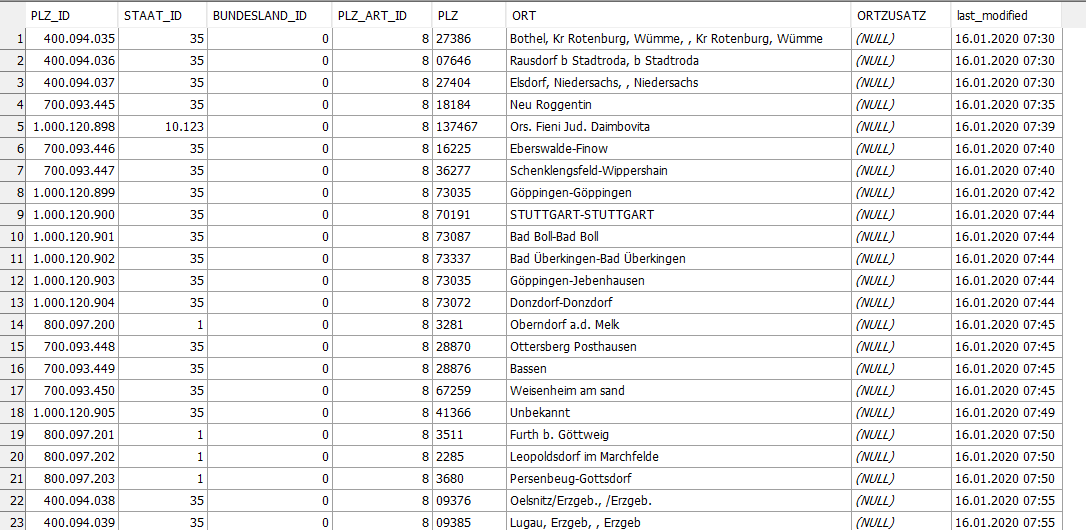 PLZ_ID STAAT_ID BUNDESLAND_ID PLZ_ART_ID PLZ ORT ORTZUSATZ last_modified
1 400.094.035 35 0 8 27386 Bothel, Kr Rotenburg, Wümme, , Kr Rotenburg, Wümme (NULL) 16.01.2020 07:30
2 400.094.036 35 0 8 07646 Rausdorf b Stadtroda, b Stadtroda (NULL) 16.01.2020 07:30
3 400.094.037 35 0 8 27404 Elsdorf, Niedersachs, , Niedersachs (NULL) 16.01.2020 07:30
4 700.093.445 35 0 8 18184 Neu Roggentin (NULL) 16.01.2020 07:35
5 1.000.120.898 10.123 0 8 137467 Ors. Fieni Jud. Daimbovita (NULL) 16.01.2020 07:39
6 700.093.446 35 0 8 16225 Eberswalde-Finow (NULL) 16.01.2020 07:40
7 700.093.447 35 0 8 36277 Schenklengsfeld-Wippershain (NULL) 16.01.2020 07:40
8 1.000.120.899 35 0 8 73035 Göppingen-Göppingen (NULL) 16.01.2020 07:42
9 1.000.120.900 35 0 8 70191 STUTTGART-STUTTGART (NULL) 16.01.2020 07:44
10 1.000.120.901 35 0 8 73087 Bad Boll-Bad Boll (NULL) 16.01.2020 07:44
11 1.000.120.902 35 0 8 73337 Bad Überkingen-Bad Überkingen (NULL) 16.01.2020 07:44
12 1.000.120.903 35 0 8 73035 Göppingen-Jebenhausen (NULL) 16.01.2020 07:44
13 1.000.120.904 35 0 8 73072 Donzdorf-Donzdorf (NULL) 16.01.2020 07:44
14 800.097.200 1 0 8 3281 Oberndorf a.d. Melk (NULL) 16.01.2020 07:45
15 700.093.448 35 0 8 28870 Ottersberg Posthausen (NULL) 16.01.2020 07:45
16 700.093.449 35 0 8 28876 Bassen (NULL) 16.01.2020 07:45
17 700.093.450 35 0 8 67259 Weisenheim am sand (NULL) 16.01.2020 07:45
18 1.000.120.905 35 0 8 41366 Unbekannt (NULL) 16.01.2020 07:49
19 800.097.201 1 0 8 3511 Furth b. Göttweig (NULL) 16.01.2020 07:50
20 800.097.202 1 0 8 2285 Leopoldsdorf im Marchfelde (NULL) 16.01.2020 07:50
21 800.097.203 1 0 8 3680 Persenbeug-Gottsdorf (NULL) 16.01.2020 07:50
22 400.094.038 35 0 8 09376 Oelsnitz/Erzgeb., /Erzgeb. (NULL) 16.01.2020 07:55
23 400.094.039 35 0 8 09385 Lugau, Erzgeb, , Erzgeb (NULL) 16.01.2020 07:55